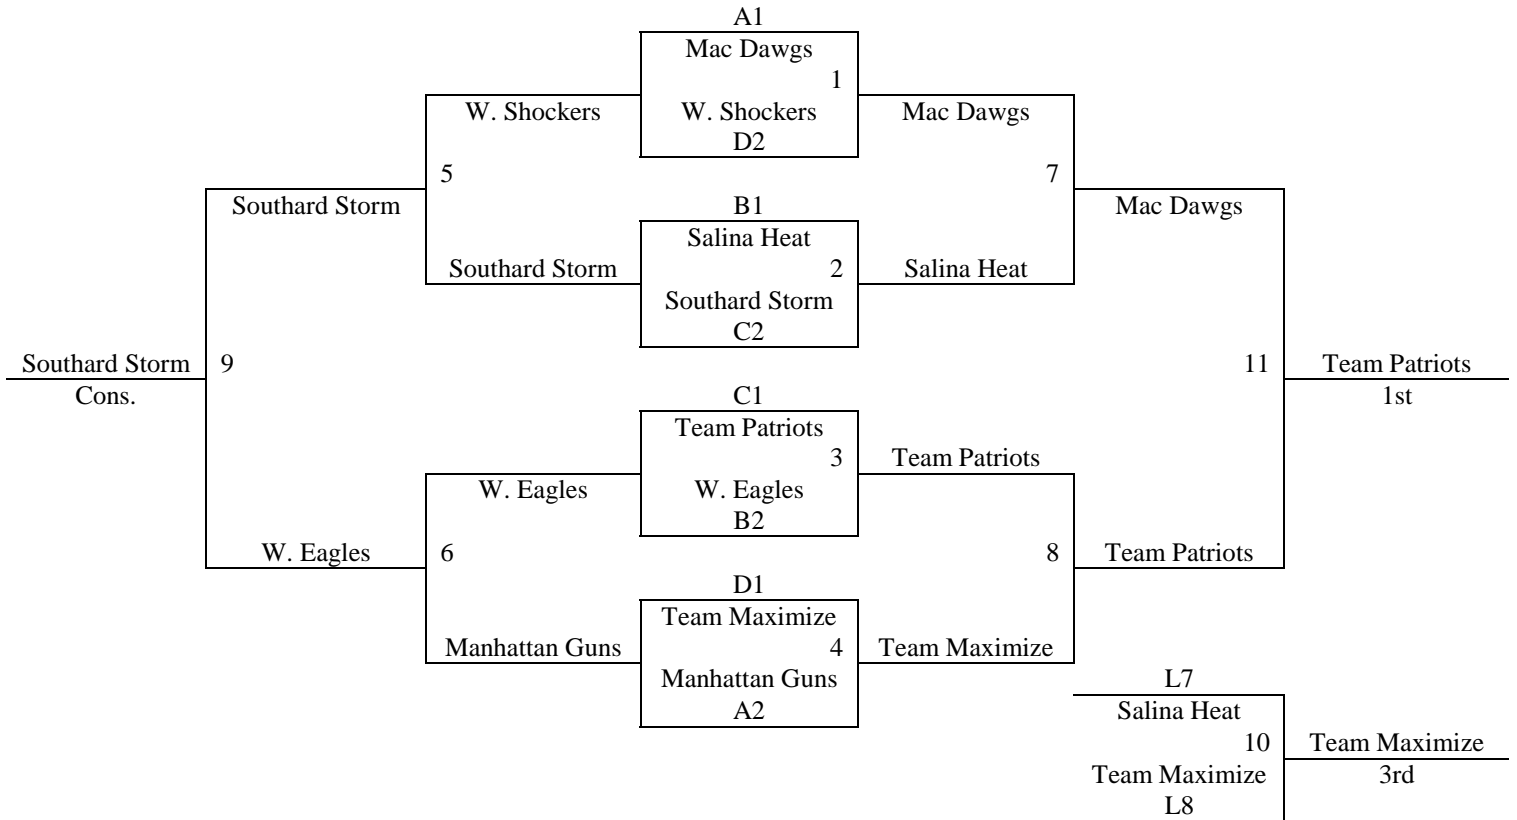 A1
Mac Dawgs
1
W. Shockers
W. Shockers
Mac Dawgs
D2
5
7
Southard Storm
B1
Mac Dawgs
Salina Heat
Southard Storm
2
Salina Heat
Southard Storm
C2
Southard Storm
9
11
Team Patriots
Cons.
C1
1st
Team Patriots
3
Team Patriots
W. Eagles
W. Eagles
B2
W. Eagles
6
8
Team Patriots
D1
Team Maximize
Manhattan Guns
4
Team Maximize
Manhattan Guns
L7
A2
Salina Heat
10
Team Maximize
Team Maximize
3rd
L8